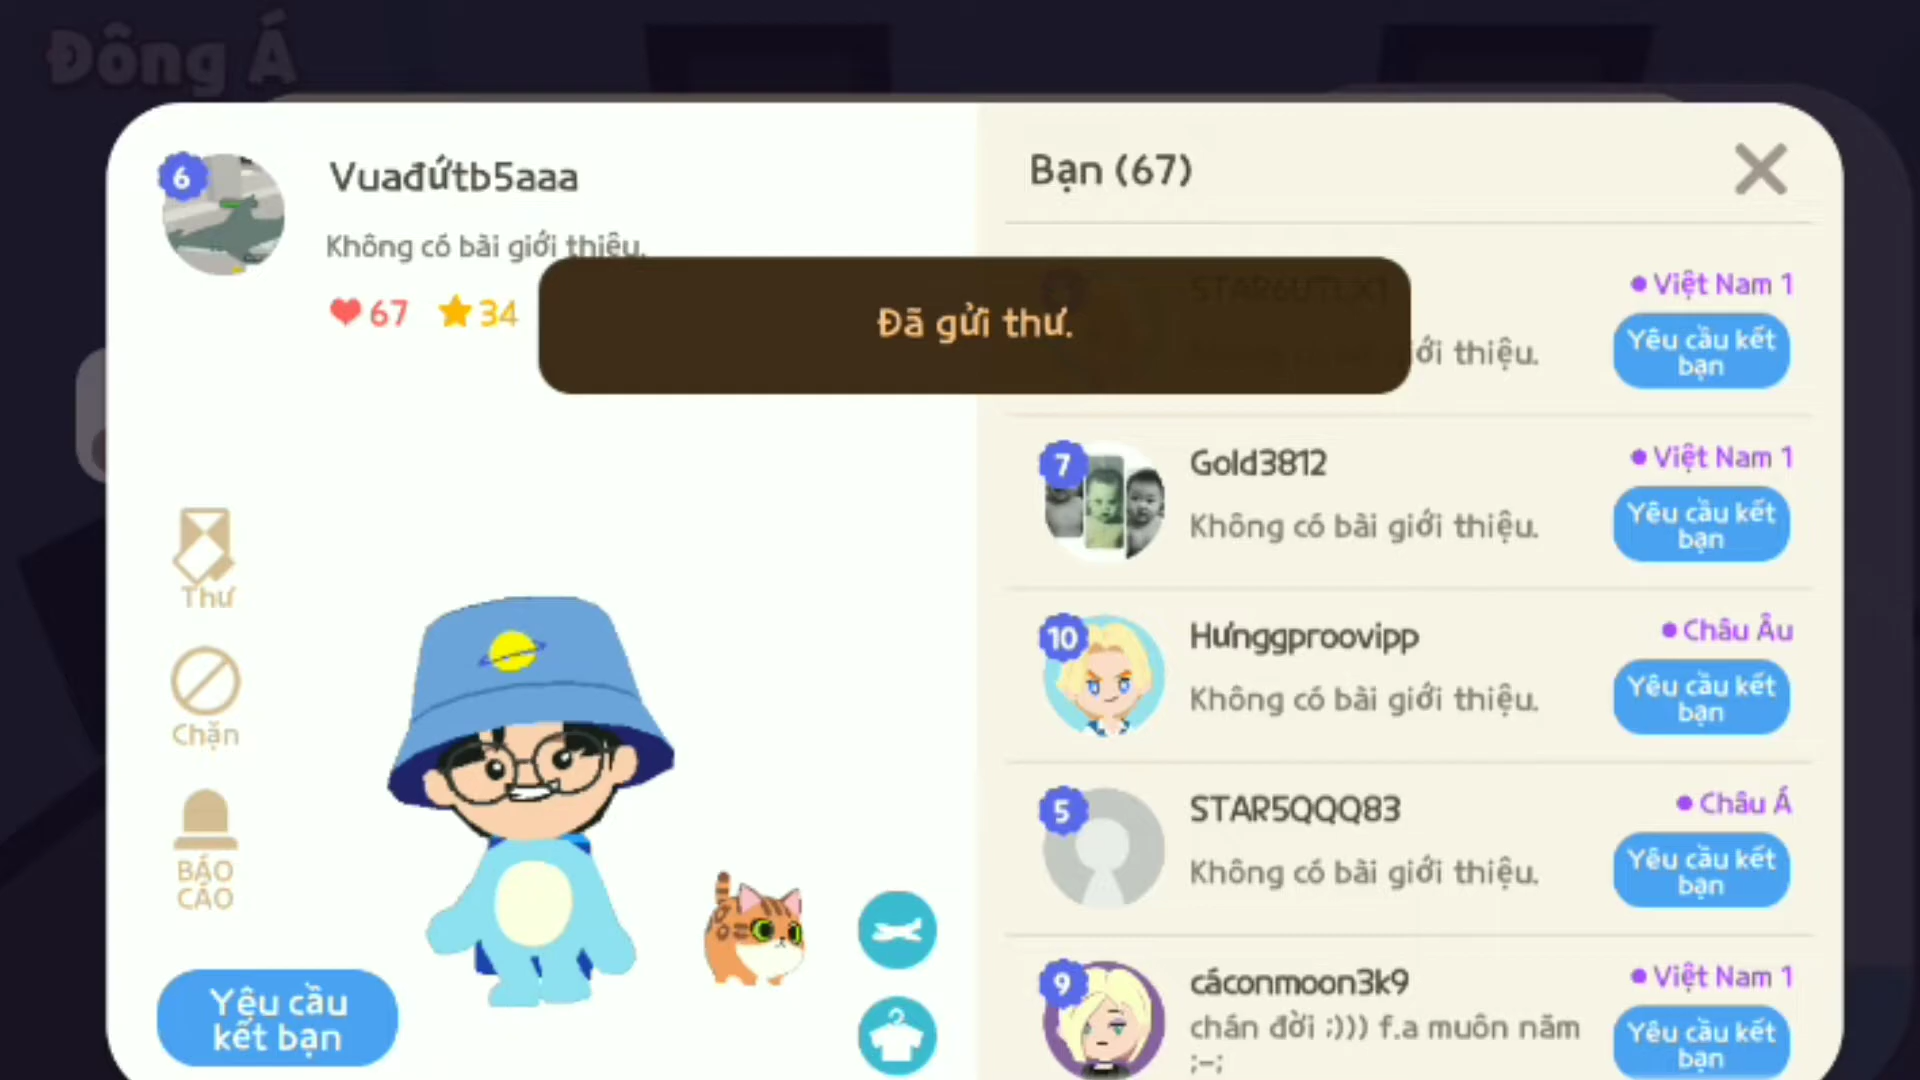 Đông Á
6
Vuađứtb5aaa
Không có bài giới thiệu.
67
34
Thư
Chặn
BÁO
CÁO
Yêu cầu
kết bạn
Đã gửi thư.
Bạn (67)
Việt Nam 1
ới thiệu.
Yêu cầu kết
bạn
7
Gold3812
Việt Nam 1
Không có bài giới thiệu.
Yêu cầu kết
bạn
10
Hưnggproovipp
Châu Âu
Không có bài giới thiệu.
Yêu cầu kết
bạn
5
STAR5QQQ83
Châu Á
Không có bài giới thiệu.
Yêu cầu kết
bạn
9
cáconmoon3k9
Việt Nam 1
chán đời ;))) f.a muôn năm
;-;
Yêu cầu kết
bạn